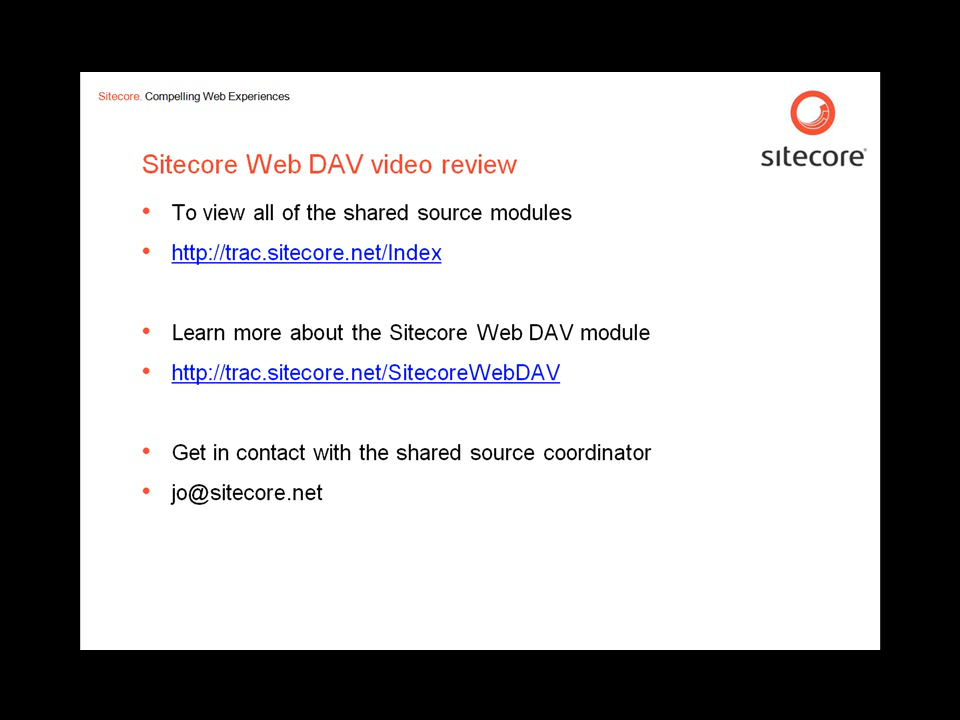 Sitecore. Compelling Web Experiences
sitecore®
Sitecore Web DAV video review
• To view all of the shared source modules
• http://trac.sitecore.net/Index
• Learn more about the Sitecore Web DAV module
• http://trac.sitecore.net/SitecoreWebDAV
• Get in contact with the shared source coordinator
• jo@sitecore.net